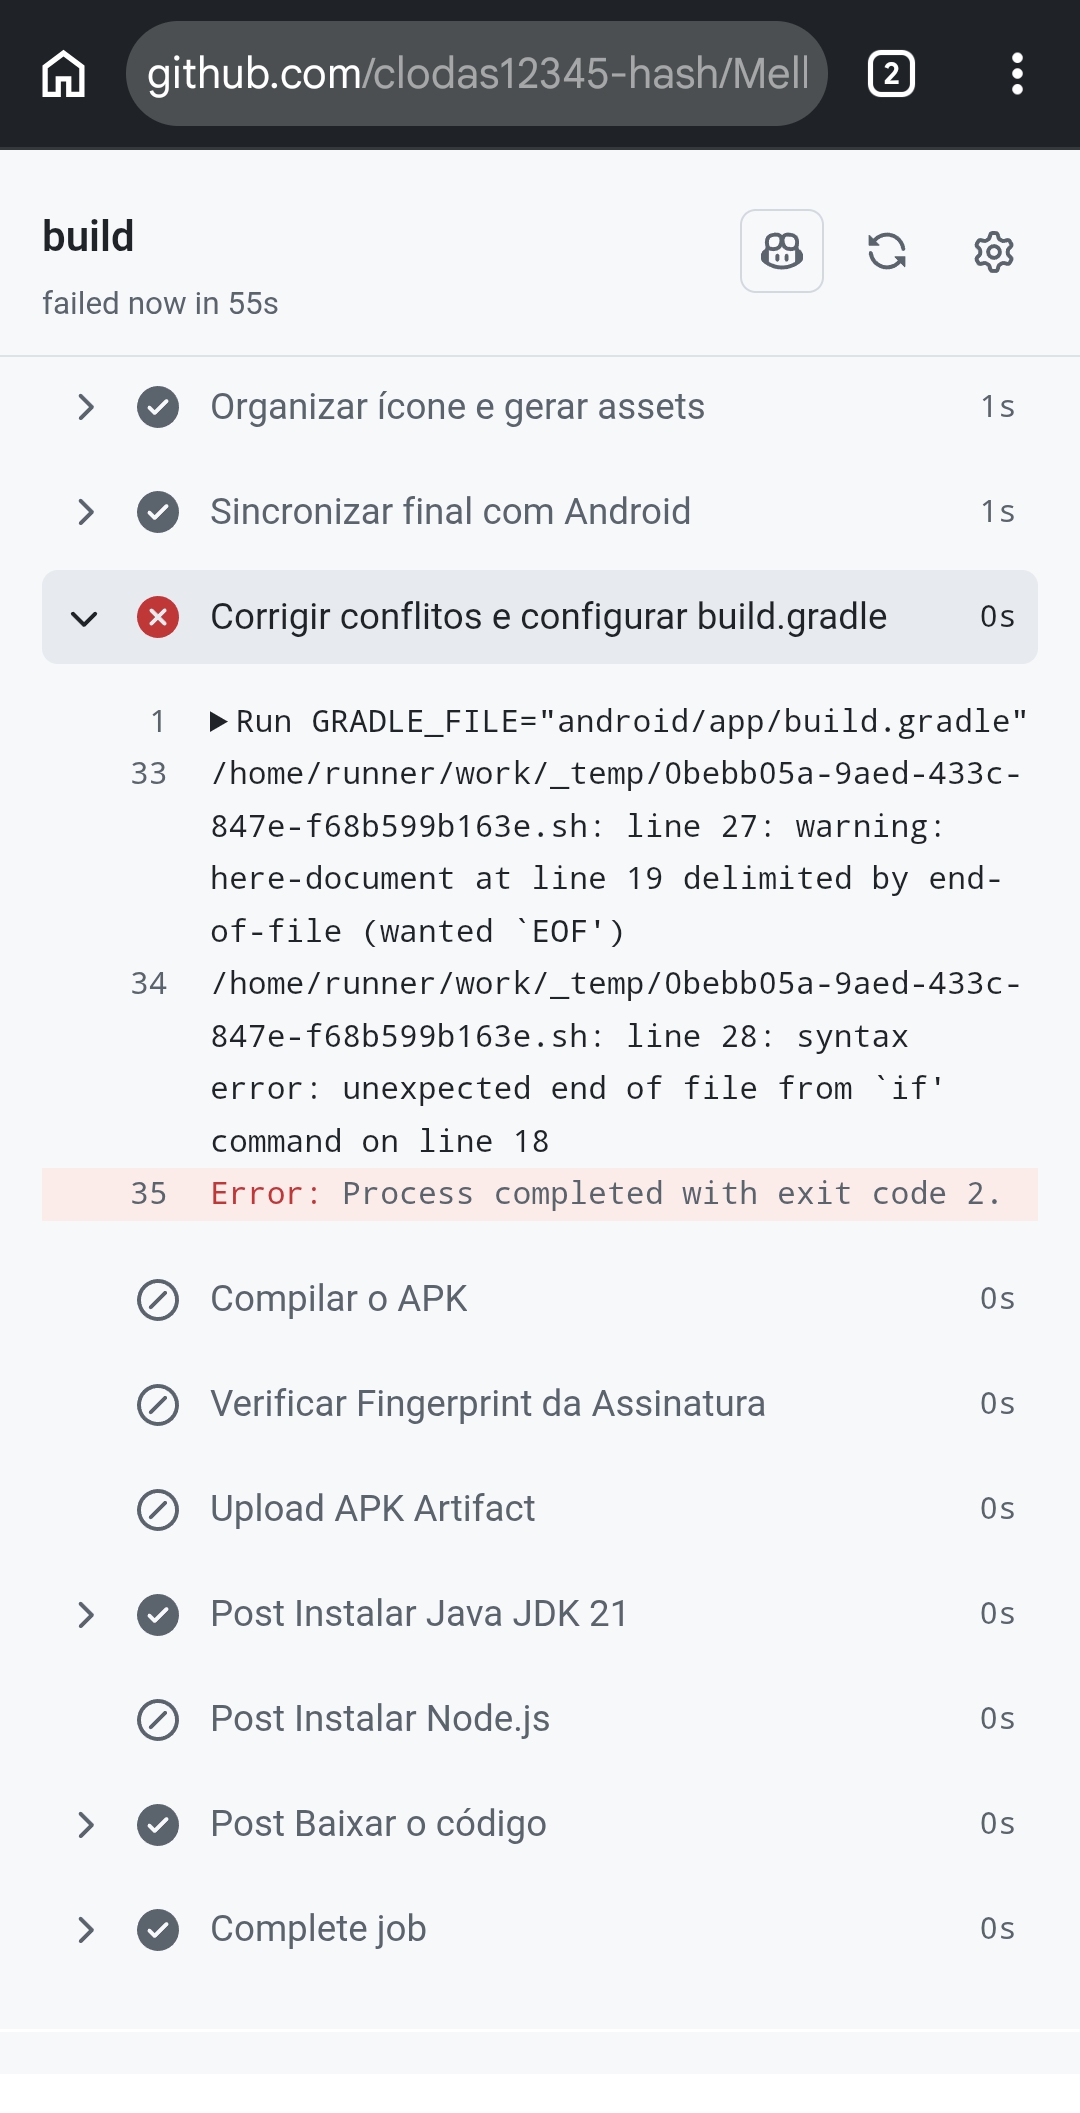 github.com/clodas12345-hash/Mell
2
build
failed now in 55s
Organizar ícone e gerar assets 1s
Sincronizar final com Android 1s
Corrigir conflitos e configurar build.gradle 0s
1 Run GRADLE_FILE="android/app/build.gradle"
33 /home/runner/work/_temp/0bebb05a-9aed-433c-
847e-f68b599b163e.sh: line 27: warning:
here-document at line 19 delimited by end-
of-file (wanted `EOF')
34 /home/runner/work/_temp/0bebb05a-9aed-433c-
847e-f68b599b163e.sh: line 28: syntax
error: unexpected end of file from `if'
command on line 18
35 Error: Process completed with exit code 2.
Compilar o APK 0s
Verificar Fingerprint da Assinatura 0s
Upload APK Artifact 0s
Post Instalar Java JDK 21 0s
Post Instalar Node.js 0s
Post Baixar o código 0s
Complete job 0s